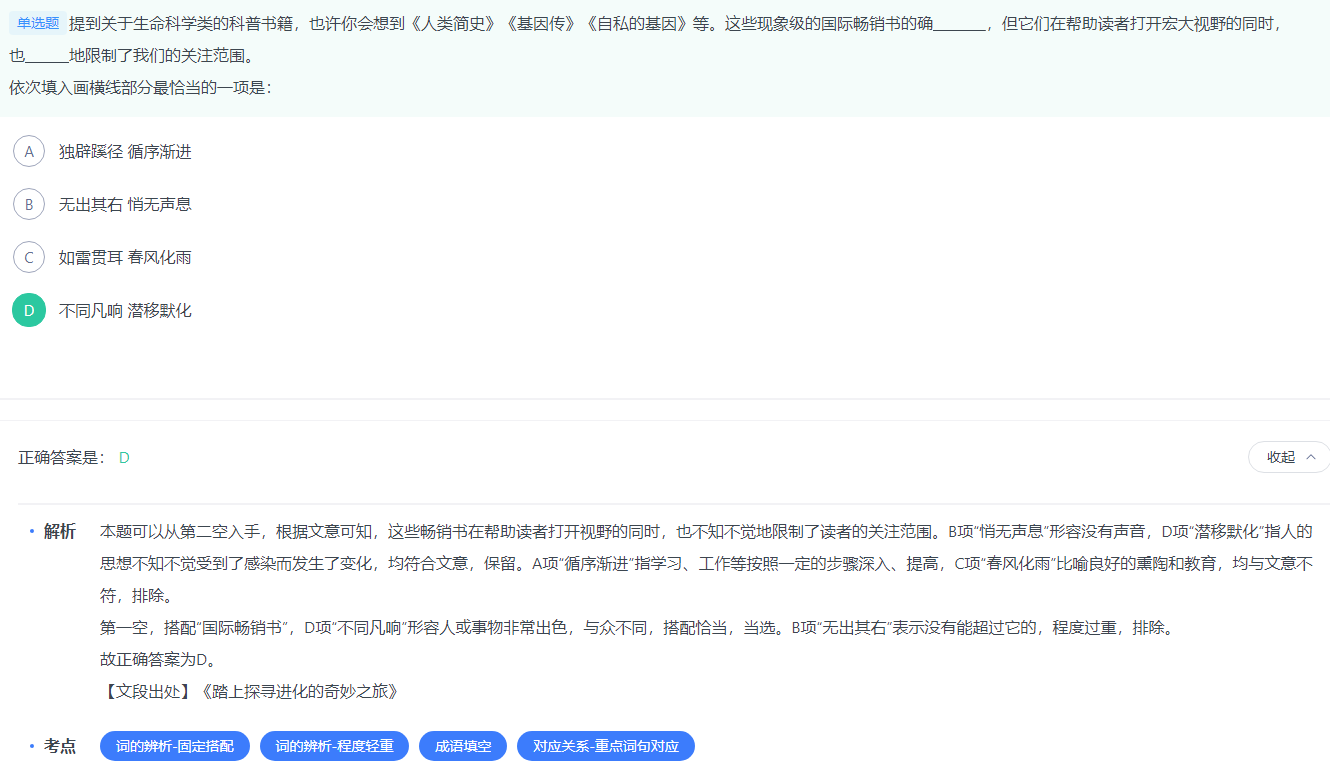 单选题 提到关于生命科学类的科普书籍，也许你会想到《人类简史》《基因传》《自私的基因》等。这些现象级的国际畅销书的确______，但它们在帮助读者打开宏大视野的同时，
也_____地限制了我们的关注范围。
依次填入画横线部分最恰当的一项是：
A 独辟蹊径 循序渐进
B 无出其右 悄无声息
C 如雷贯耳 春风化雨
D 不同凡响 潜移默化
正确答案是： D
收起
· 解析 本题可以从第二空入手，根据文意可知，这些畅销书在帮助读者打开视野的同时，也不知不觉地限制了读者的关注范围。B项“悄无声息”形容没有声音，D项“潜移默化”指人的
思想不知不觉受到了感染而发生了变化，均符合文意，保留。A项“循序渐进”指学习、工作等按照一定的步骤深入、提高，C项“春风化雨”比喻良好的熏陶和教育，均与文意不
符，排除。
第一空，搭配“国际畅销书”，D项“不同凡响”形容人或事物非常出色，与众不同，搭配恰当，当选。B项“无出其右”表示没有能超过它的，程度过重，排除。
故正确答案为D。
【文段出处】《踏上探寻进化的奇妙之旅》
· 考点 词的辨析-固定搭配 词的辨析-程度轻重 成语填空 对应关系-重点词句对应